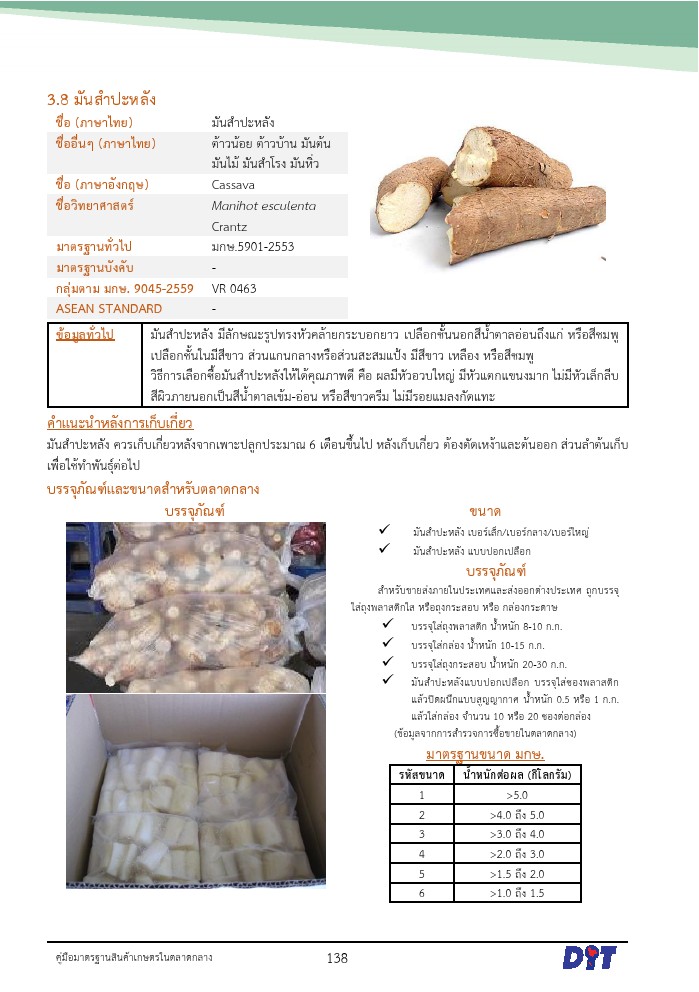 3.8 มันสำปะหลัง
ชื่อ (ภาษาไทย) มันสำปะหลัง
ชื่ออื่นๆ (ภาษาไทย) ต้าวน้อย ต้าวบ้าน มันต้น
มันไม้ มันสำโรง มันหิ่ว
ชื่อ (ภาษาอังกฤษ) Cassava
ชื่อวิทยาศาสตร์ Manihot esculenta
Crantz
มาตรฐานทั่วไป มกษ.5901-2553
มาตรฐานบังคับ -
กลุ่มตาม มกษ. 9045-2559 VR 0463
ASEAN STANDARD -
ข้อมูลทั่วไป มันสำปะหลัง มีลักษณะรูปทรงหัวคล้ายกระบอกยาว เปลือกชั้นนอกสีน้ำตาลอ่อนถึงแก่ หรือสีชมพู
เปลือกชั้นในมีสีขาว ส่วนแกนกลางหรือส่วนสะสมแป้ง มีสีขาว เหลือง หรือสีชมพู
วิธีการเลือกซื้อมันสำปะหลังให้ได้คุณภาพดี คือ ผลมีหัวอวบใหญ่ มีหัวแตกแขนงมาก ไม่มีหัวเล็กลีบ
สีผิวภายนอกเป็นสีน้ำตาลเข้ม-อ่อน หรือสีขาวครีม ไม่มีรอยแมลงกัดแทะ
คำแนะนำหลังการเก็บเกี่ยว
มันสำปะหลัง ควรเก็บเกี่ยวหลังจากเพาะปลูกประมาณ 6 เดือนขึ้นไป หลังเก็บเกี่ยว ต้องตัดเหง้าและต้นออก ส่วนลำต้นเก็บ
เพื่อใช้ทำพันธุ์ต่อไป
บรรจุภัณฑ์และขนาดสำหรับตลาดกลาง
บรรจุภัณฑ์
ขนาด
✓ มันสำปะหลัง เบอร์เล็ก/เบอร์กลาง/เบอร์ใหญ่
✓ มันสำปะหลัง แบบปอกเปลือก
บรรจุภัณฑ์
สำหรับขายส่งภายในประเทศและส่งออกต่างประเทศ ถูกบรรจุ
ใส่ถุงพลาสติกใส หรือถุงกระสอบ หรือ กล่องกระดาษ
✓ บรรจุใส่ถุงพลาสติก น้ำหนัก 8-10 ก.ก.
✓ บรรจุใส่กล่อง น้ำหนัก 10-15 ก.ก.
✓ บรรจุใส่ถุงกระสอบ น้ำหนัก 20-30 ก.ก.
✓ มันสำปะหลังแบบปอกเปลือก บรรจุใส่ซองพลาสติก
แล้วปิดผนึกแบบสูญญากาศ น้ำหนัก 0.5 หรือ 1 ก.ก.
แล้วใส่กล่อง จำนวน 10 หรือ 20 ซองต่อกล่อง
(ข้อมูลจากการสำรวจการซื้อขายในตลาดกลาง)
มาตรฐานขนาด มกษ.
รหัสขนาด น้ำหนักต่อผล (กิโลกรัม)
1 >5.0
2 >4.0 ถึง 5.0
3 >3.0 ถึง 4.0
4 >2.0 ถึง 3.0
5 >1.5 ถึง 2.0
6 >1.0 ถึง 1.5
คู่มือมาตรฐานสินค้าเกษตรในตลาดกลาง 138 DIT